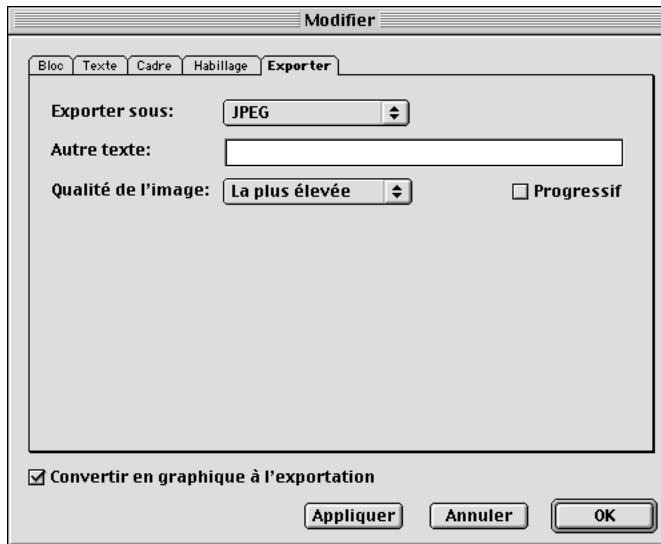 Modifier
Bloc Texte Cadre Habillage Exporter
Exporter sous: JPEG
Autre texte:
Qualité de l'image: La plus élevée Progressif
Convertir en graphique à l'exportation
Appliquer Annuler OK